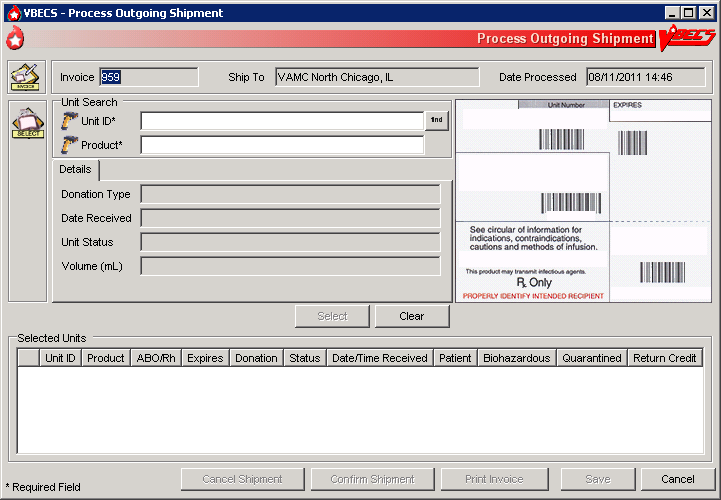 VBECS - Process Outgoing Shipment
Process Outgoing Shipment VBECS
INVOICE
Invoice 959 Ship To VAMC North Chicago, IL Date Processed 08/11/2011 14:46
SELECT
Unit Search
Unit ID*
Product*
Details
Donation Type
Date Received
Unit Status
Volume (mL)
Unit Number EXPIRES
See circular of information for
indications, contraindications,
cautions and methods of infusion.
This product may transmit infectious agents.
Rx Only
PROPERLY IDENTIFY INTENDED RECIPIENT
Select Clear
Selected Units
Unit ID Product ABO/Rh Expires Donation Status Date/Time Received Patient Biohazardous Quarantined Return Credit
* Required Field
Cancel Shipment Confirm Shipment Print Invoice Save Cancel